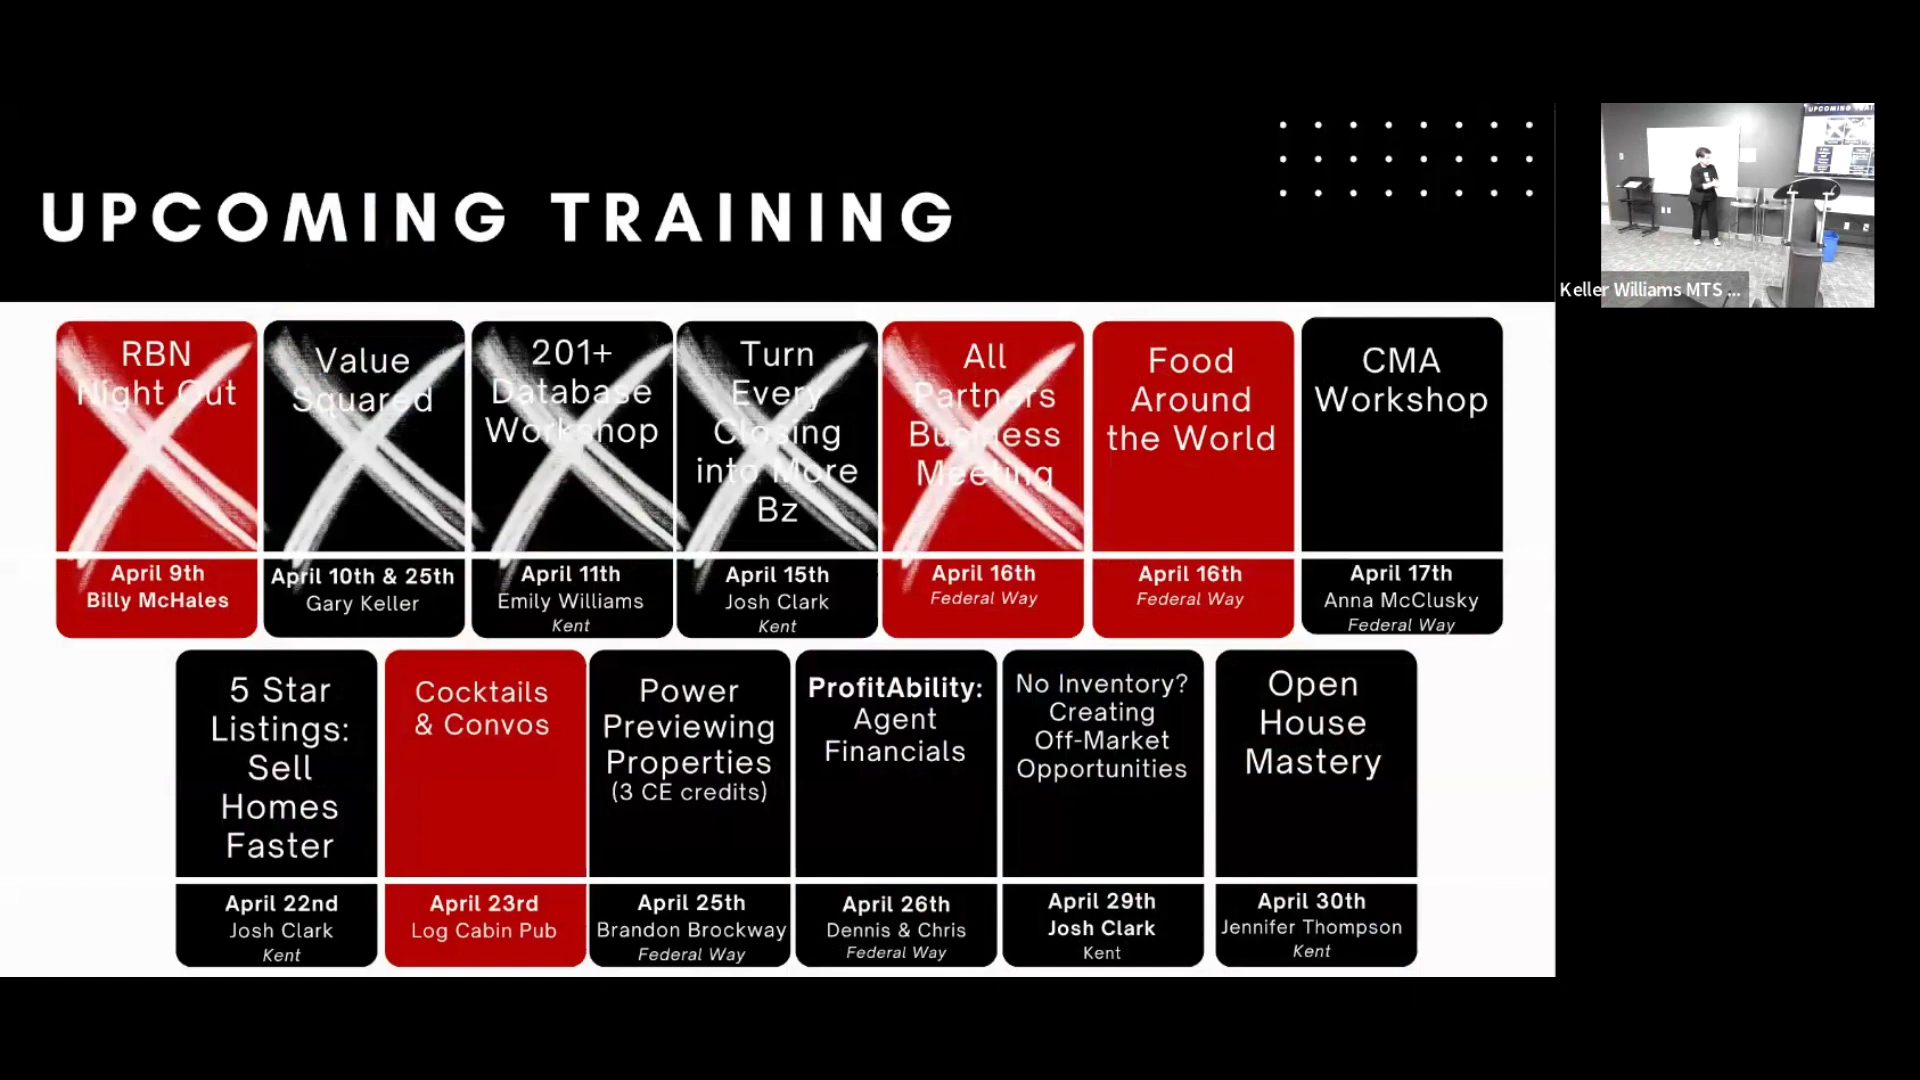 UPCOMING TRAINING
RBN
Night Out
April 9th
Billy McHales
Value
Squared
April 10th & 25th
Gary Keller
201+
Database
Workshop
April 11th
Emily Williams
Kent
Turn
Every
Closing
into More
Bz
April 15th
Josh Clark
Kent
All
Partners
Business
Meeting
April 16th
Federal Way
Food
Around
the World
April 16th
Federal Way
CMA
Workshop
April 17th
Anna McClusky
Federal Way
5 Star
Listings:
Sell
Homes
Faster
April 22nd
Josh Clark
Kent
Cocktails
& Convos
April 23rd
Log Cabin Pub
Power
Previewing
Properties
(3 CE credits)
April 25th
Brandon Brockway
Federal Way
ProfitAbility:
Agent
Financials
April 26th
Dennis & Chris
Federal Way
No Inventory?
Creating
Off-Market
Opportunities
April 29th
Josh Clark
Kent
Open
House
Mastery
April 30th
Jennifer Thompson
Kent
Keller Williams MTS ...